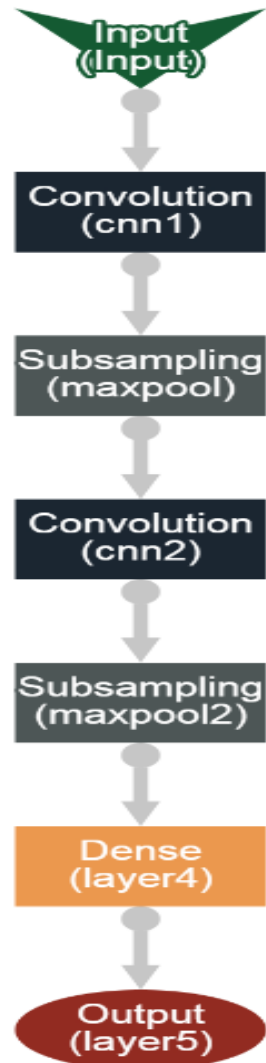 Input
(Input)
Convolution
(cnn1)
Subsampling
(maxpool)
Convolution
(cnn2)
Subsampling
(maxpool2)
Dense
(layer4)
Output
(layer5)